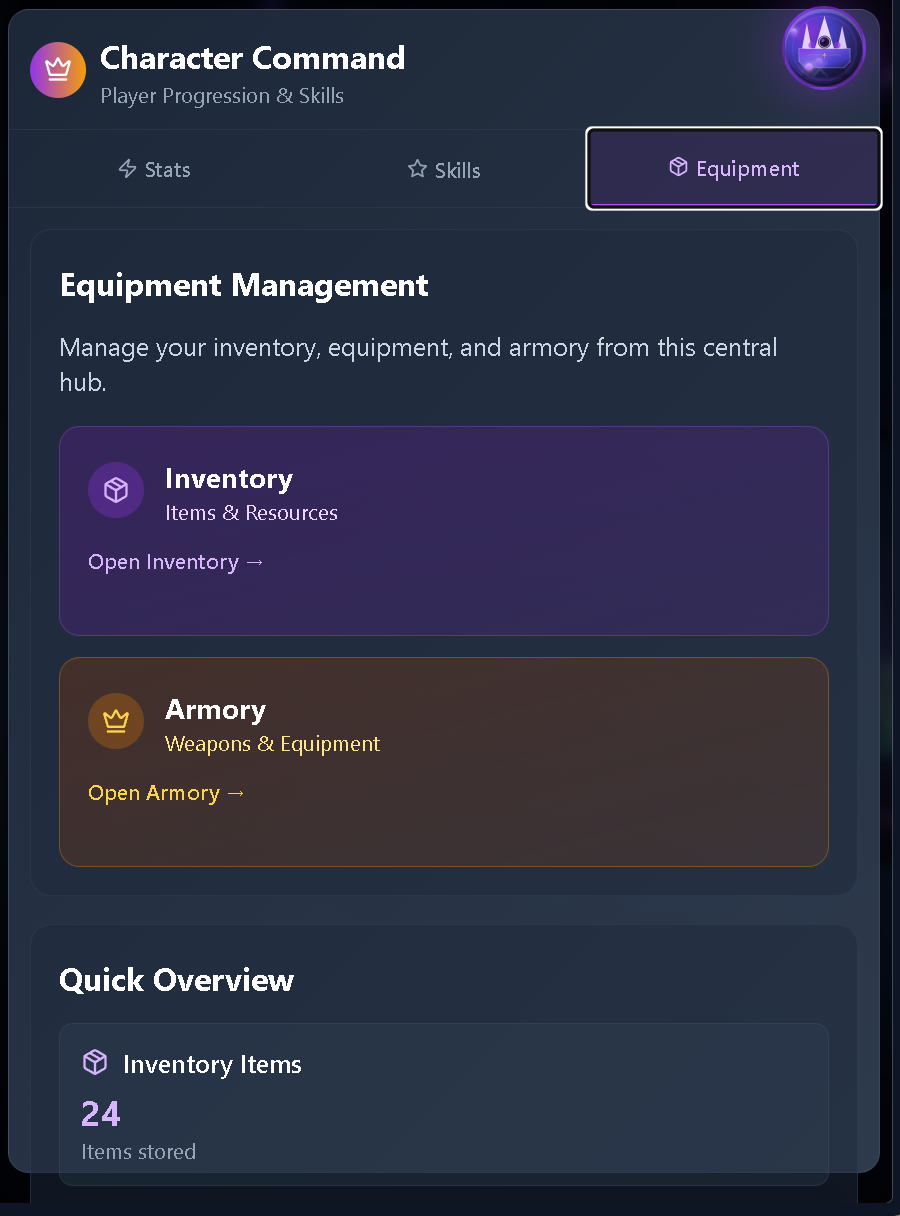 Character Command
Player Progression & Skills
Stats
Skills
Equipment
Equipment Management
Manage your inventory, equipment, and armory from this central
hub.
Inventory
Items & Resources
Open Inventory →
Armory
Weapons & Equipment
Open Armory →
Quick Overview
Inventory Items
24
Items stored